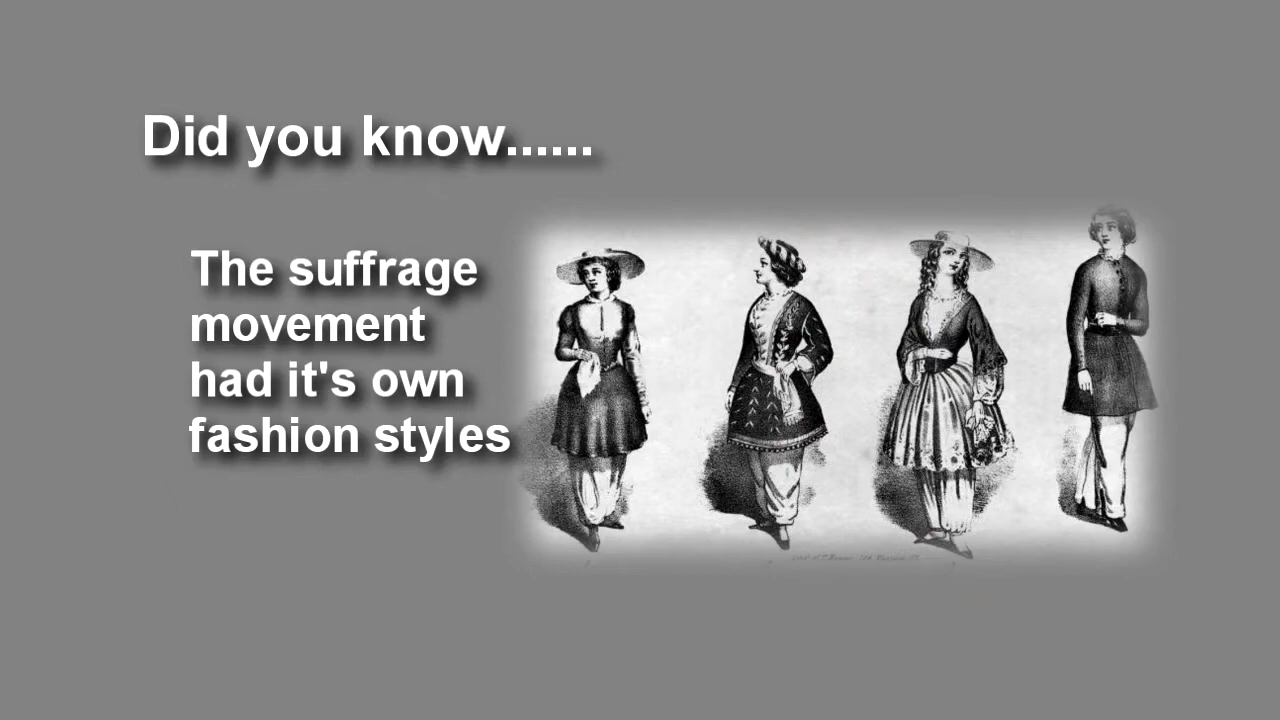 Did you know......
The suffrage
movement
had it's own
fashion styles